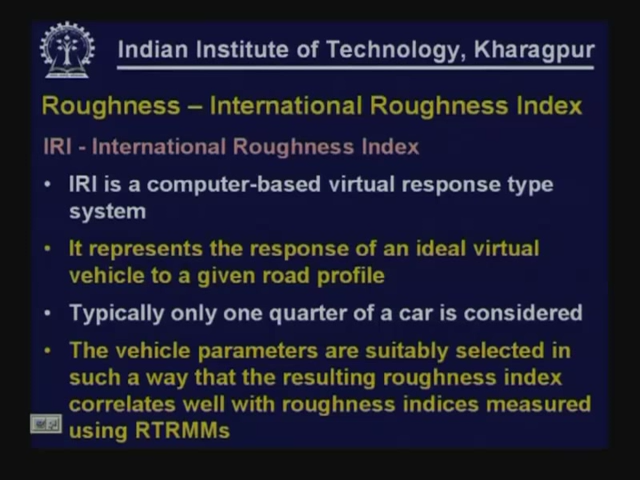 Indian Institute of Technology, Kharagpur
Roughness – International Roughness Index
IRI - International Roughness Index
• IRI is a computer-based virtual response type
system
• It represents the response of an ideal virtual
vehicle to a given road profile
• Typically only one quarter of a car is considered
• The vehicle parameters are suitably selected in
such a way that the resulting roughness index
correlates well with roughness indices measured
using RTRMMs